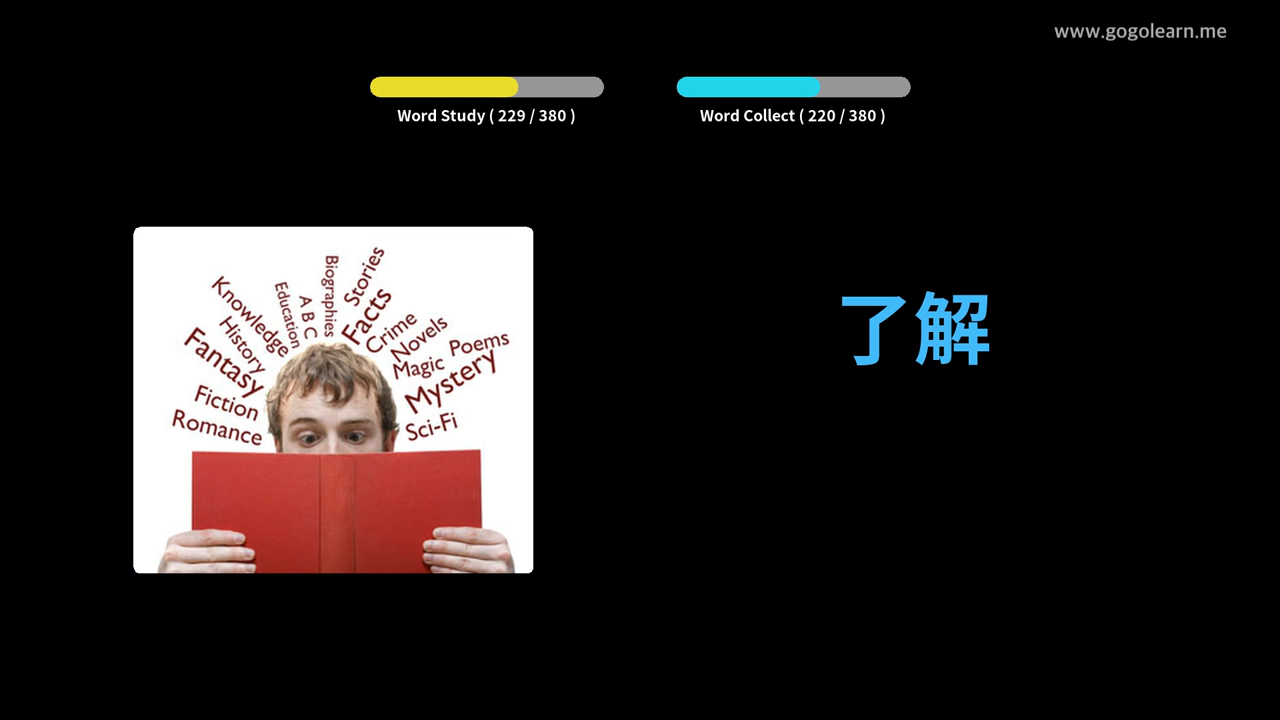 www.gogolearn.me
Word Study ( 229 / 380 )
Word Collect ( 220 / 380 )
Biographies
Stories
Education
A B C
Facts
Knowledge
Crime
History
Novels
Fantasy
Magic
Poems
Mystery
Fiction
Romance
Sci-Fi
了解